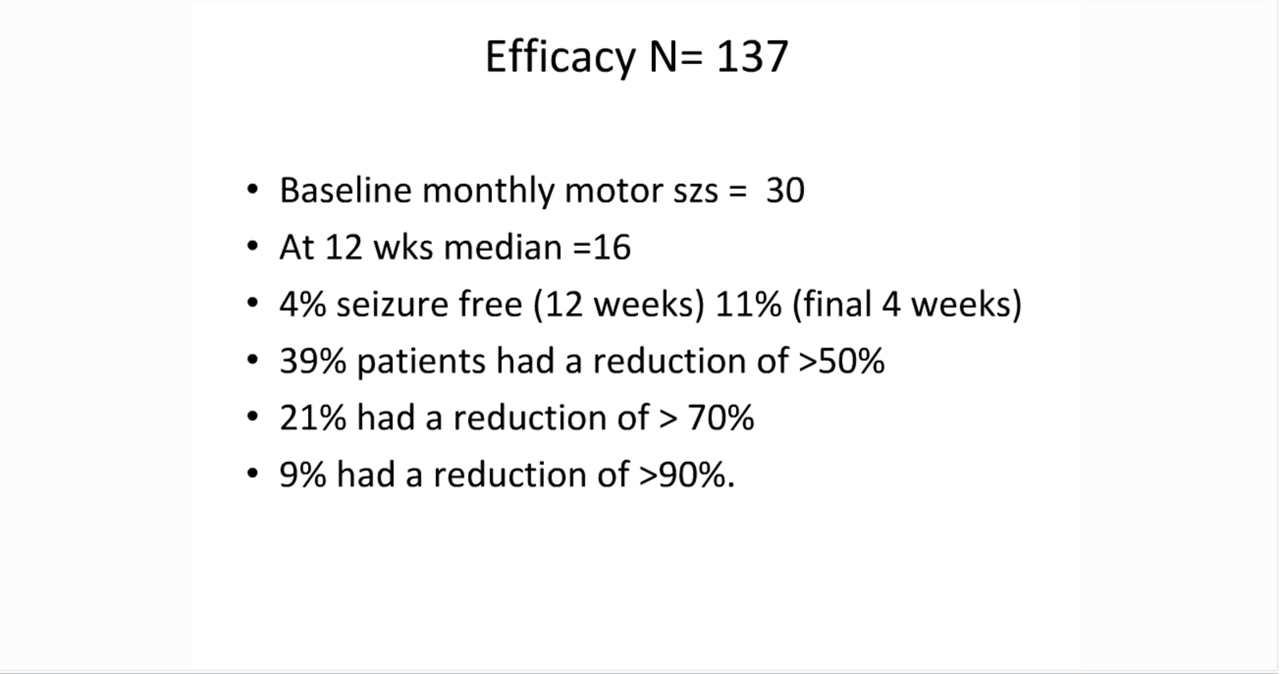 Efficacy N= 137
• Baseline monthly motor szs =  30
• At 12 wks median =16
• 4% seizure free (12 weeks) 11% (final 4 weeks)
• 39% patients had a reduction of >50%
• 21% had a reduction of > 70%
• 9% had a reduction of >90%.